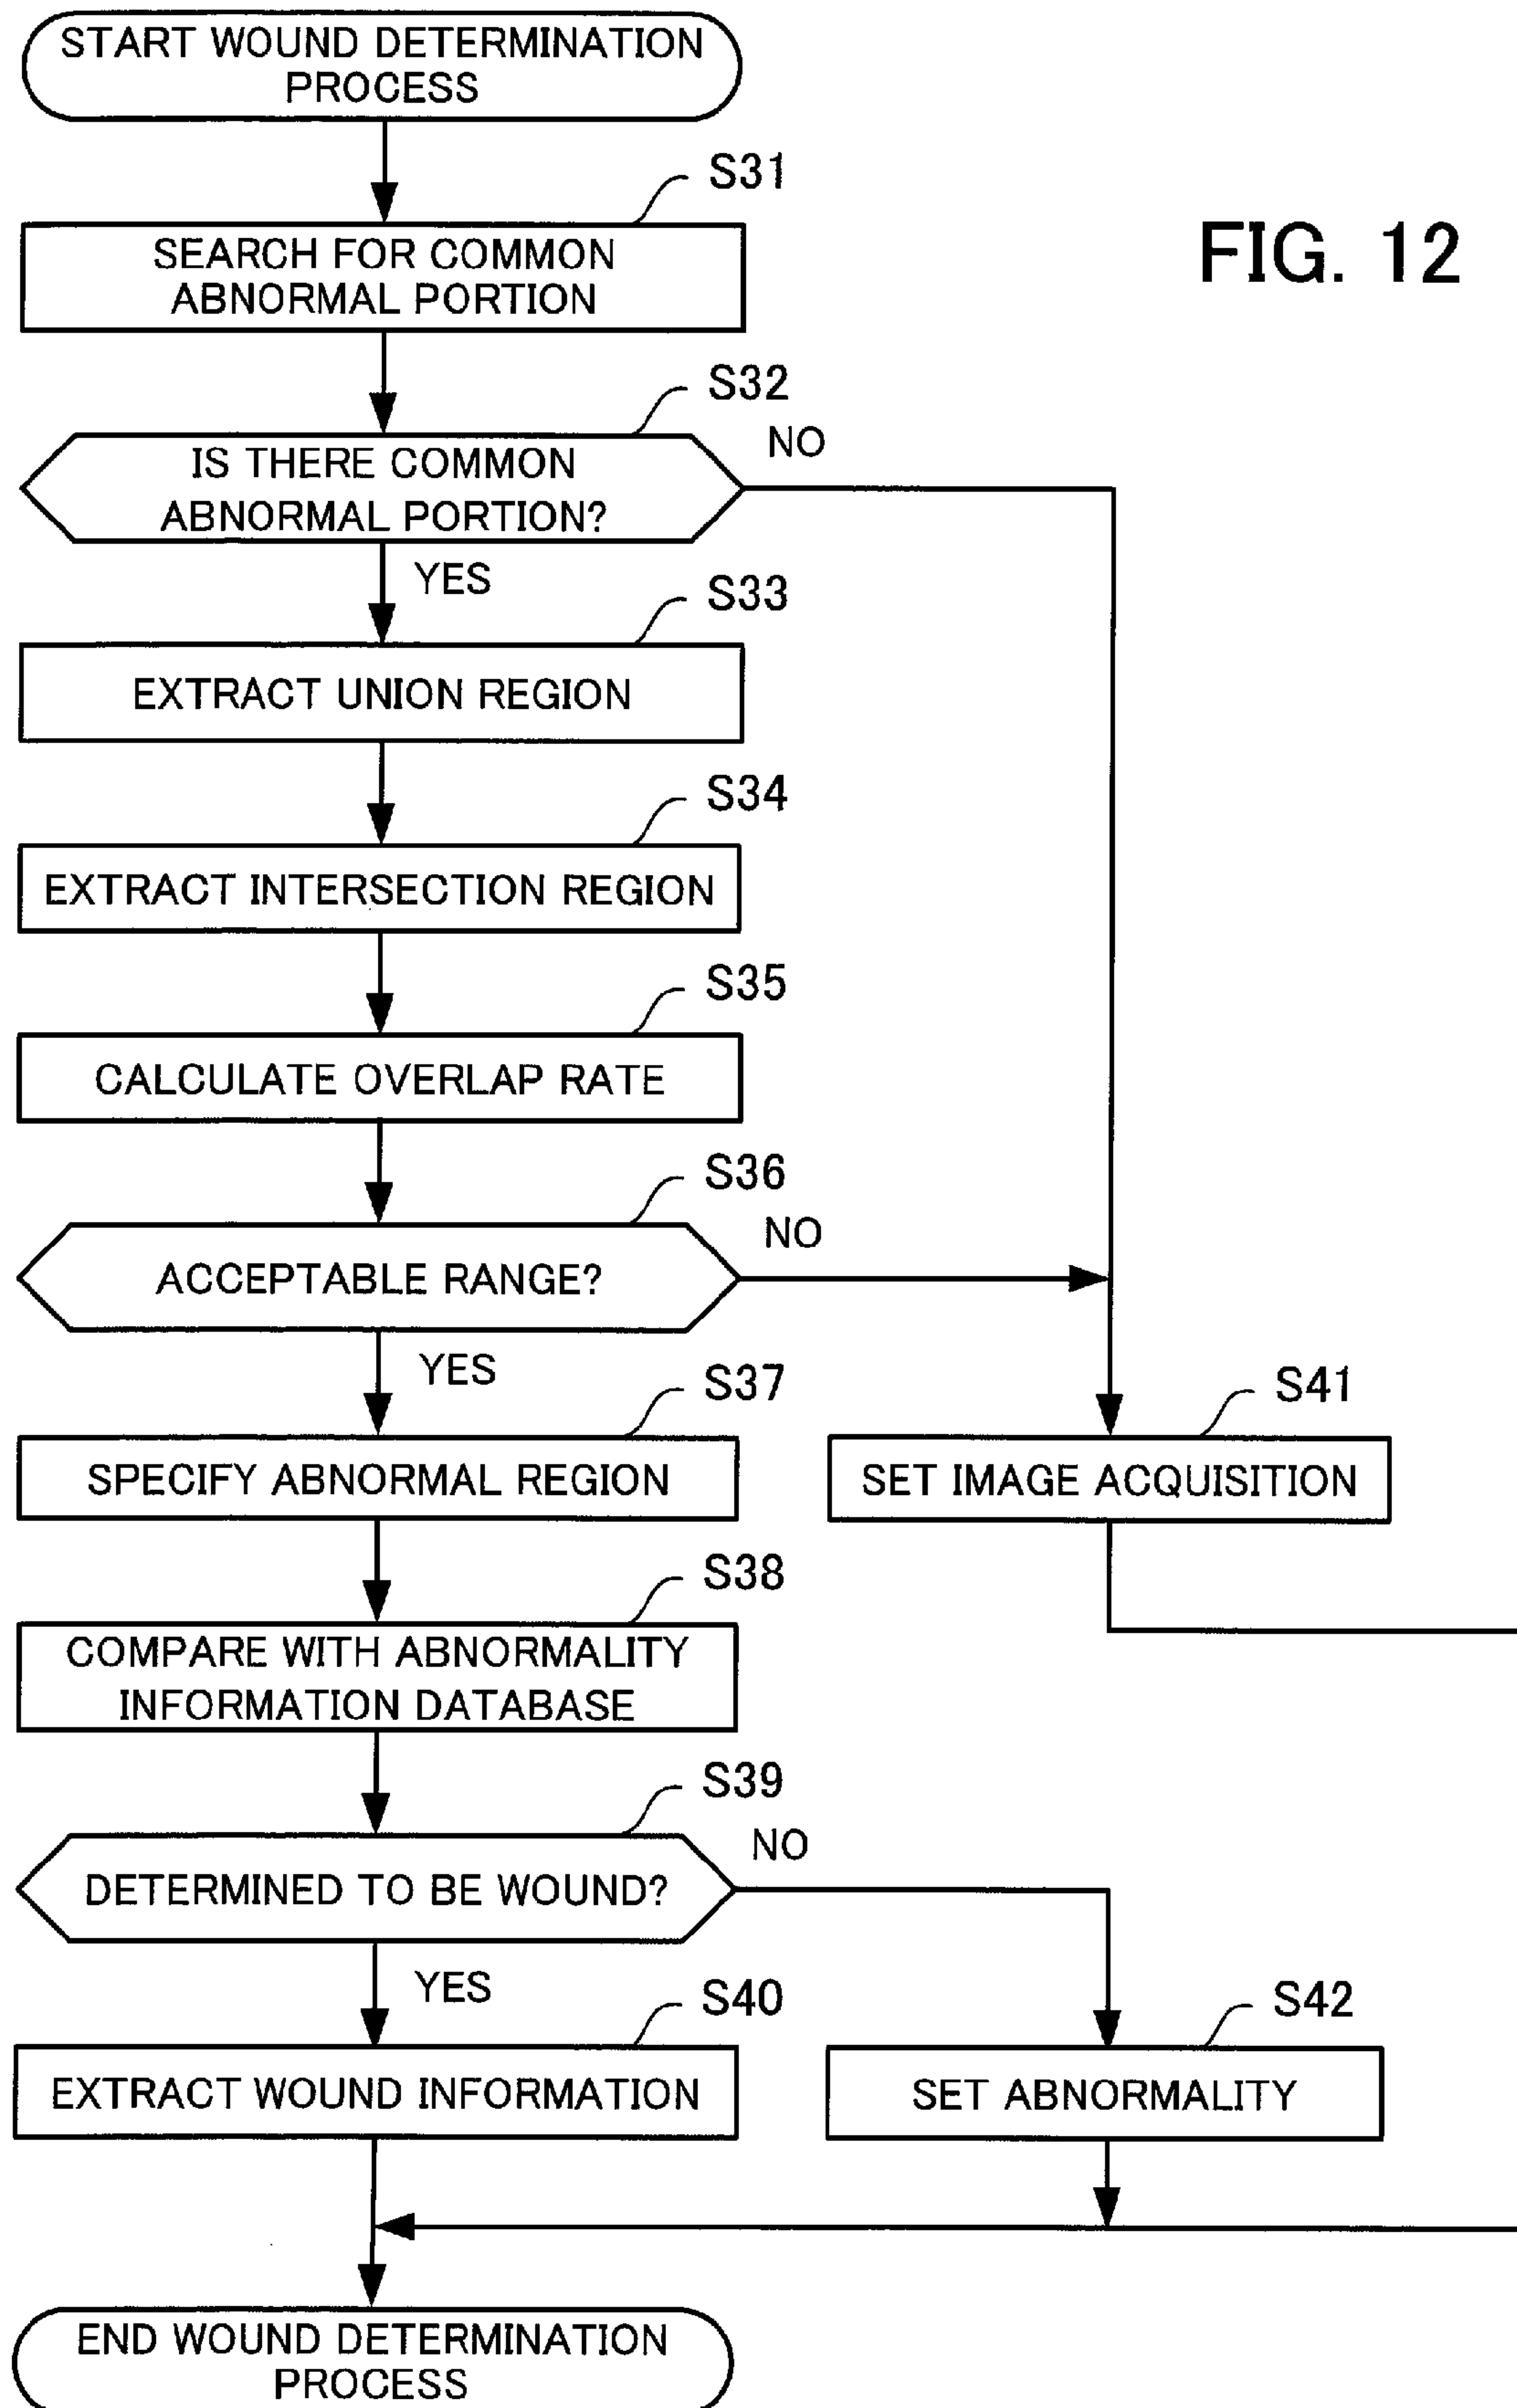 START WOUND DETERMINATION
PROCESS
S31
SEARCH FOR COMMON
ABNORMAL PORTION
FIG. 12
S32
IS THERE COMMON
ABNORMAL PORTION?
NO
YES
S33
EXTRACT UNION REGION
S34
EXTRACT INTERSECTION REGION
S35
CALCULATE OVERLAP RATE
S36
ACCEPTABLE RANGE?
NO
YES
S37
SPECIFY ABNORMAL REGION
S41
SET IMAGE ACQUISITION
S38
COMPARE WITH ABNORMALITY
INFORMATION DATABASE
S39
DETERMINED TO BE WOUND?
NO
YES
S40
EXTRACT WOUND INFORMATION
S42
SET ABNORMALITY
END WOUND DETERMINATION
PROCESS